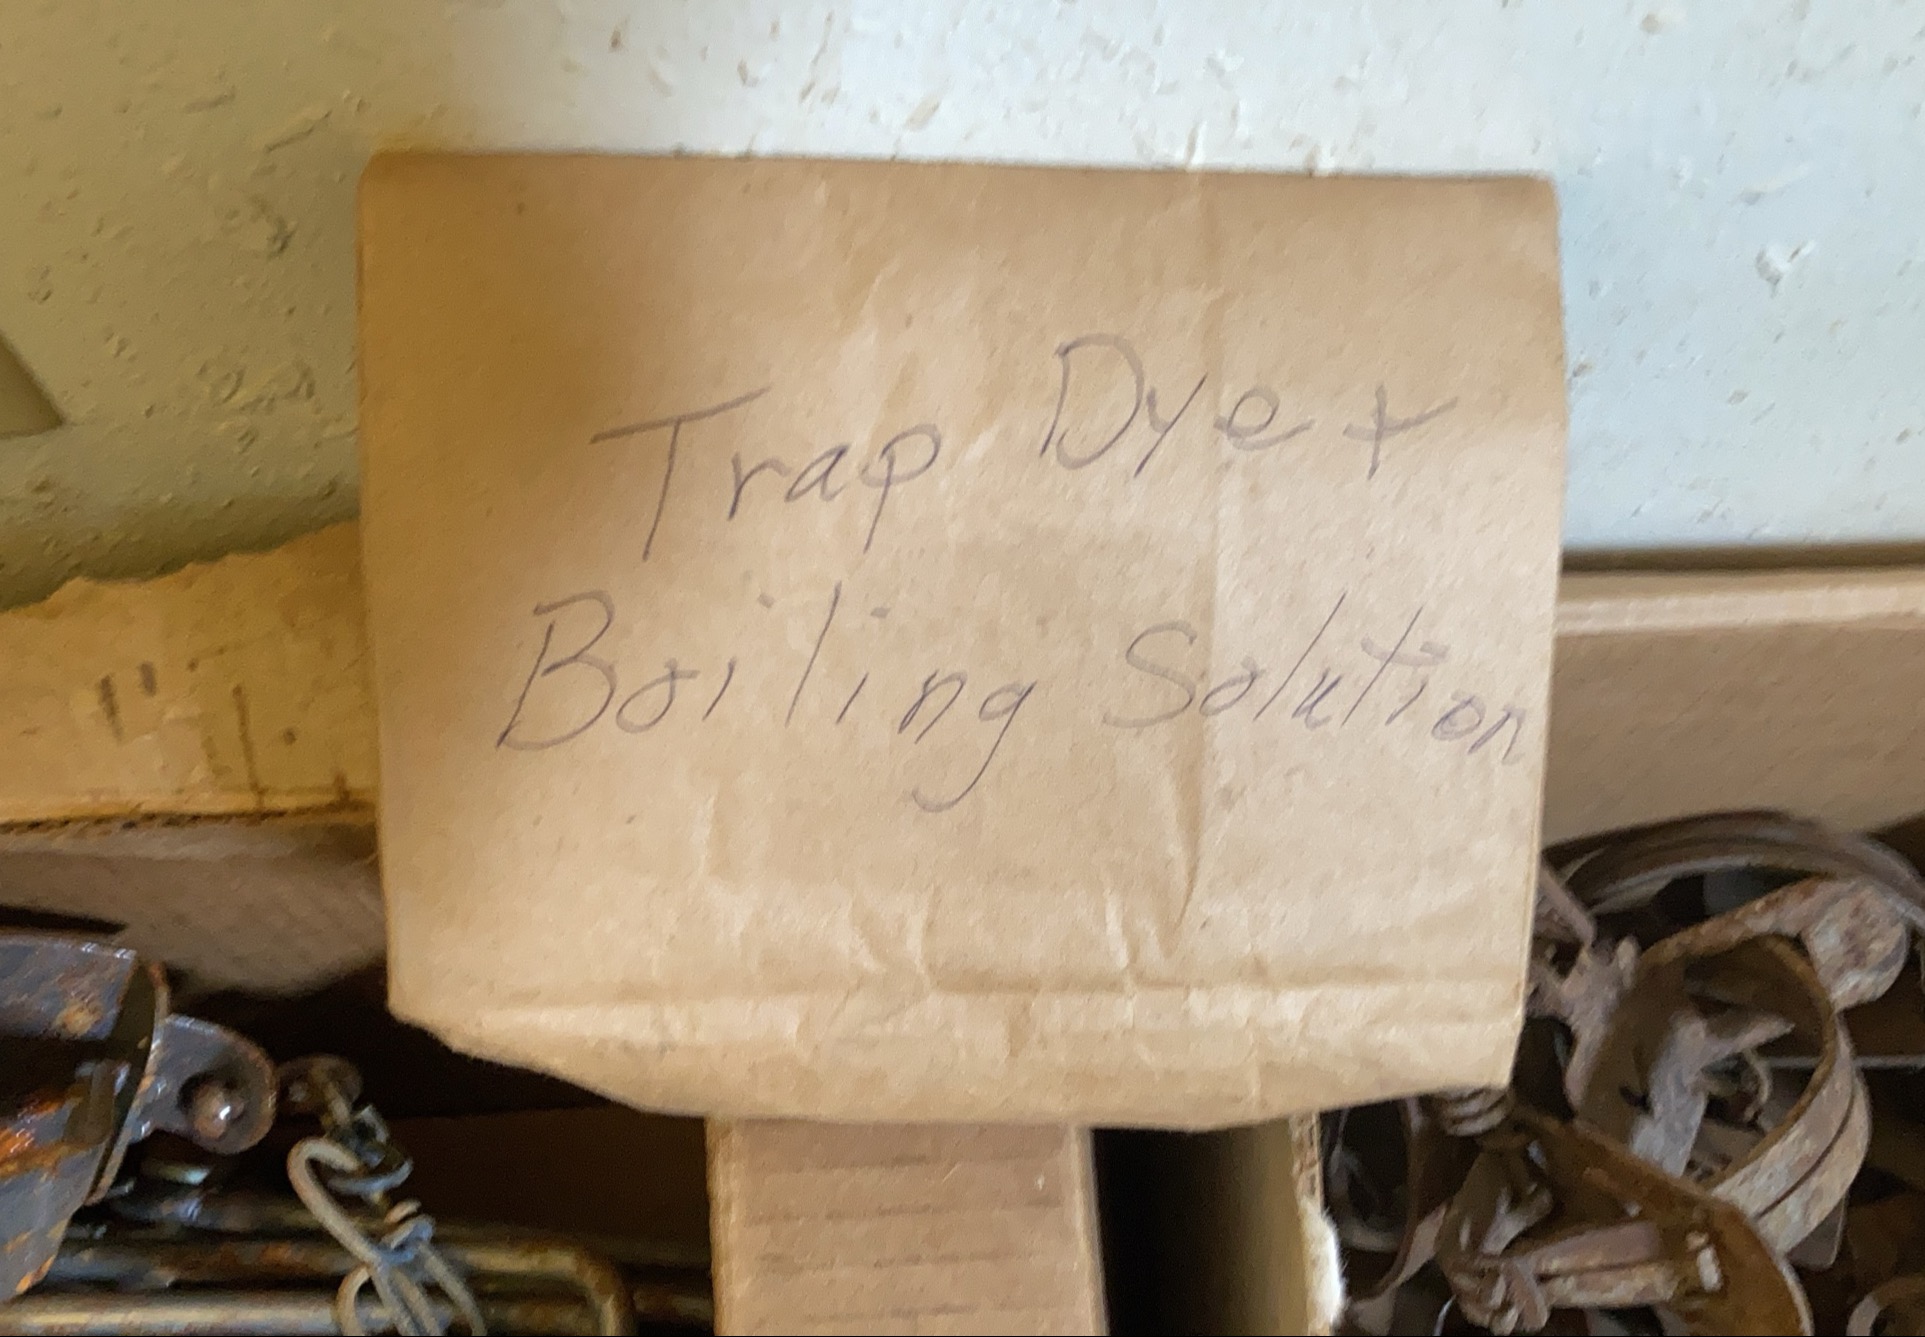 Trap Dye +
Boiling Solution